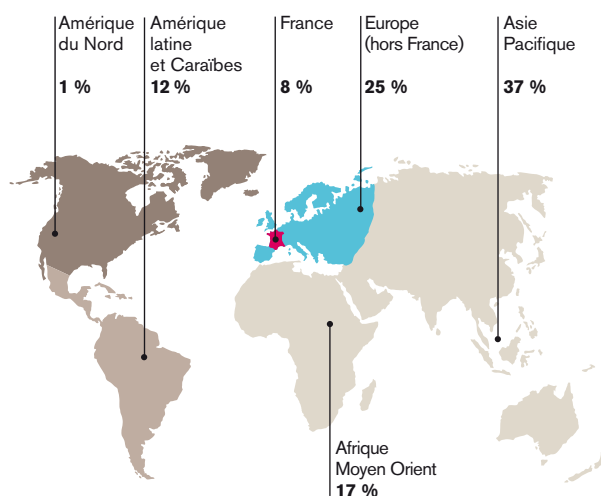 Amérique
du Nord
1 %
Amérique
latine
et Caraïbes
12 %
France
8 %
Europe
(hors France)
25 %
Asie
Pacifique
37 %
Afrique
Moyen Orient
17 %